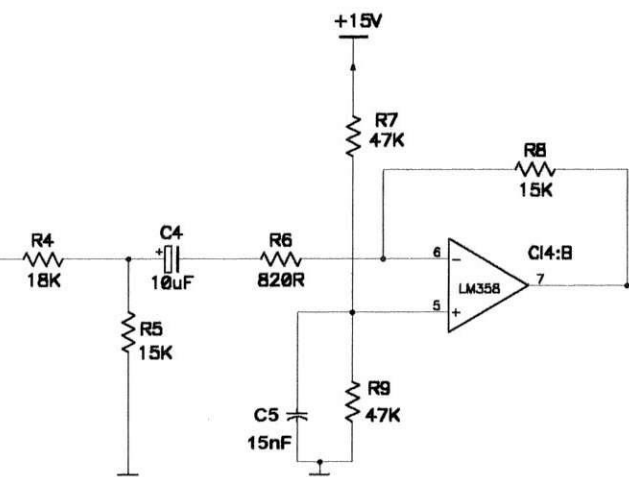 +15V
R7
47K
R8
15K
R4
18K
C4
+
10uF
R6
820R
6
-
CI4:B
LM358
7
5
+
R5
15K
C5
15nF
R9
47K